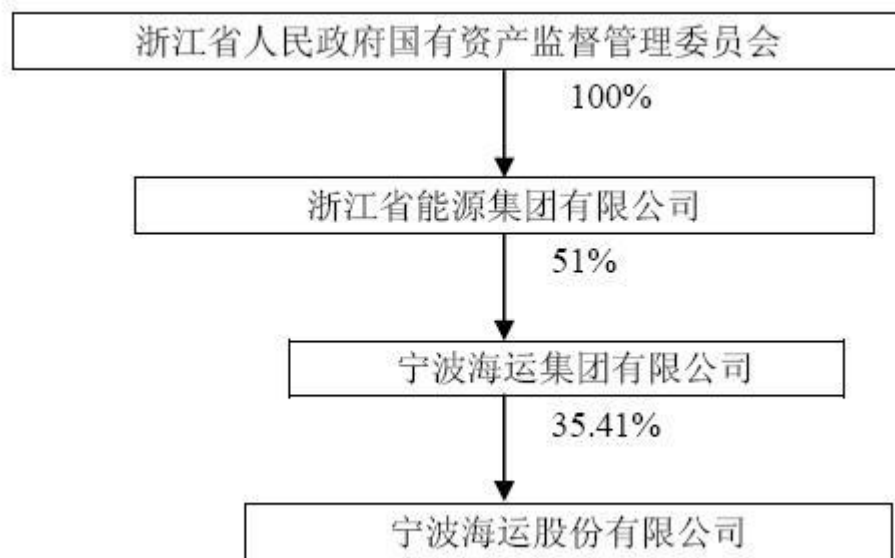 浙江省人民政府国有资产监督管理委员会
100%
浙江省能源集团有限公司
51%
宁波海运集团有限公司
35.41%
宁波海运股份有限公司